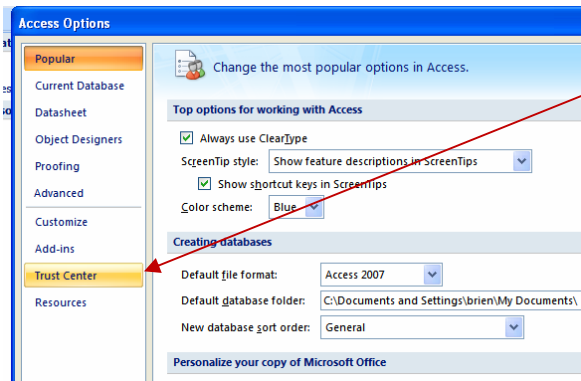 Access Options
Popular
Current Database
Datasheet
Object Designers
Proofing
Advanced
Customize
Add-ins
Trust Center
Resources
Change the most popular options in Access.
Top options for working with Access
Always use ClearType
ScreenTip style: Show feature descriptions in ScreenTips
Show shortcut keys in ScreenTips
Color scheme: Blue
Creating databases
Default file format: Access 2007
Default database folder: C:\Documents and Settings\brien\My Documents\
New database sort order: General
Personalize your copy of Microsoft Office